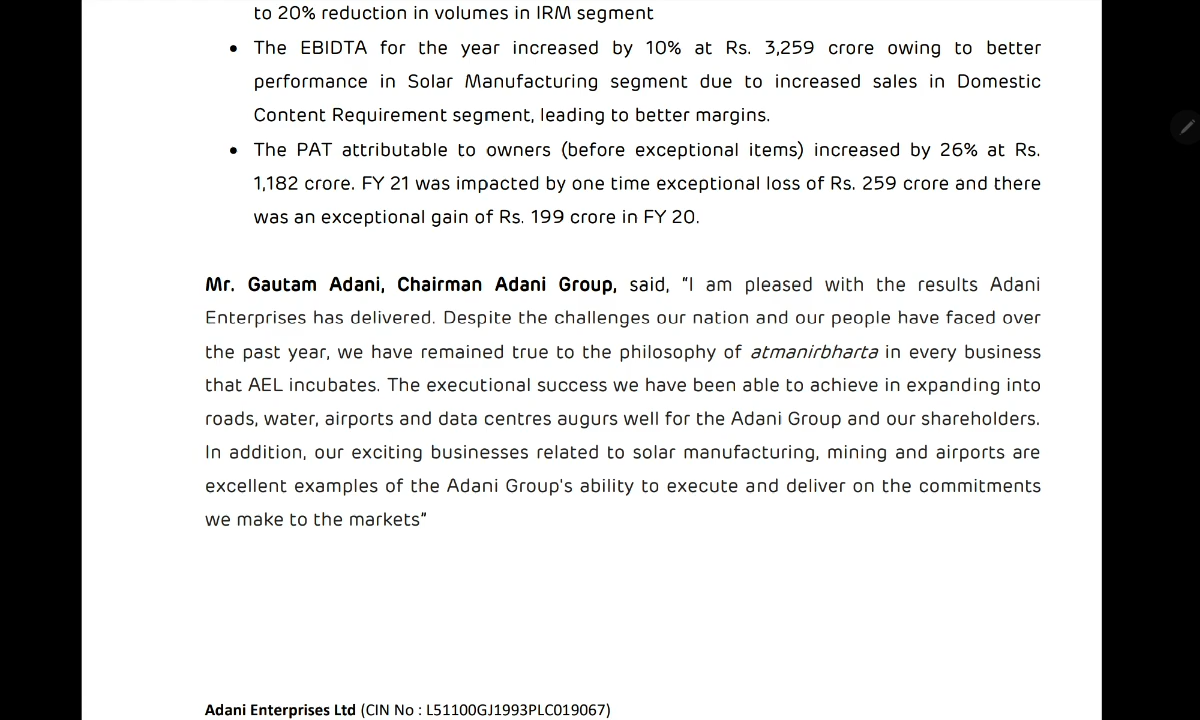 to 20% reduction in volumes in IRM segment
• The EBIDTA for the year increased by 10% at Rs. 3,259 crore owing to better
performance in Solar Manufacturing segment due to increased sales in Domestic
Content Requirement segment, leading to better margins.
• The PAT attributable to owners (before exceptional items) increased by 26% at Rs.
1,182 crore. FY 21 was impacted by one time exceptional loss of Rs. 259 crore and there
was an exceptional gain of Rs. 199 crore in FY 20.
Mr. Gautam Adani, Chairman Adani Group, said, “I am pleased with the results Adani
Enterprises has delivered. Despite the challenges our nation and our people have faced over
the past year, we have remained true to the philosophy of atmanirbharta in every business
that AEL incubates. The executional success we have been able to achieve in expanding into
roads, water, airports and data centres augurs well for the Adani Group and our shareholders.
In addition, our exciting businesses related to solar manufacturing, mining and airports are
excellent examples of the Adani Group's ability to execute and deliver on the commitments
we make to the markets”
Adani Enterprises Ltd (CIN No : L51100GJ1993PLC019067)